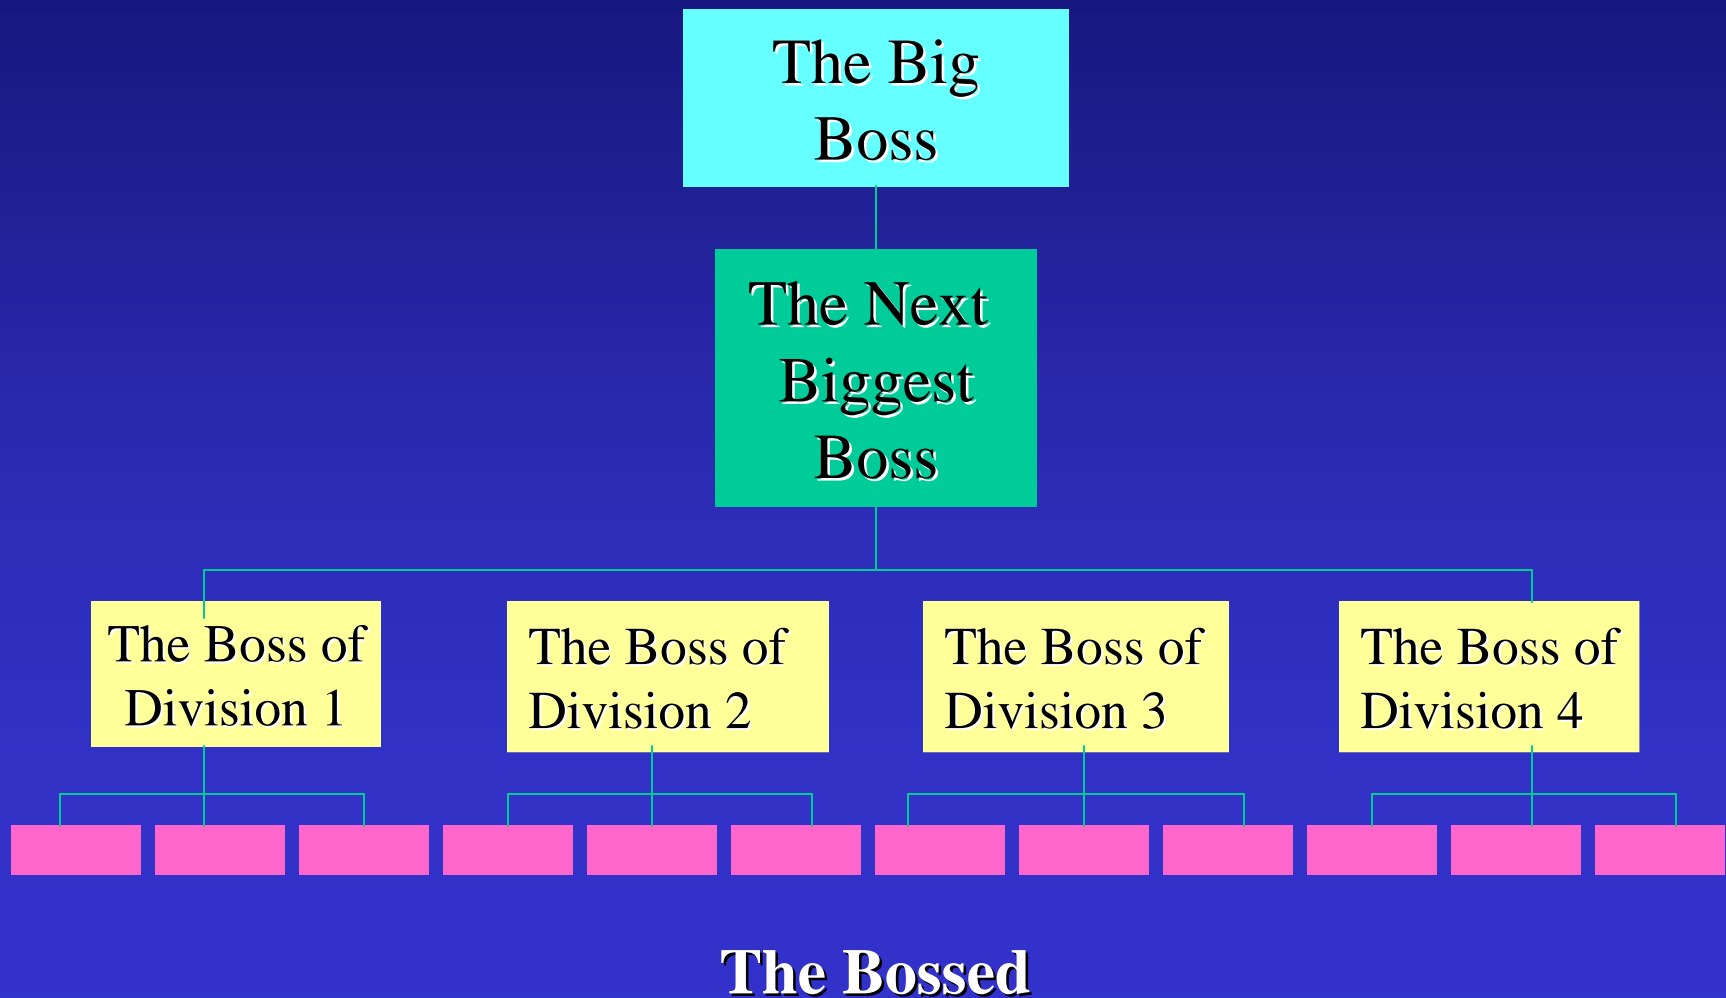 The Big
Boss
The Next
Biggest
Boss
The Boss of
Division 1
The Boss of
Division 2
The Boss of
Division 3
The Boss of
Division 4
The Bossed